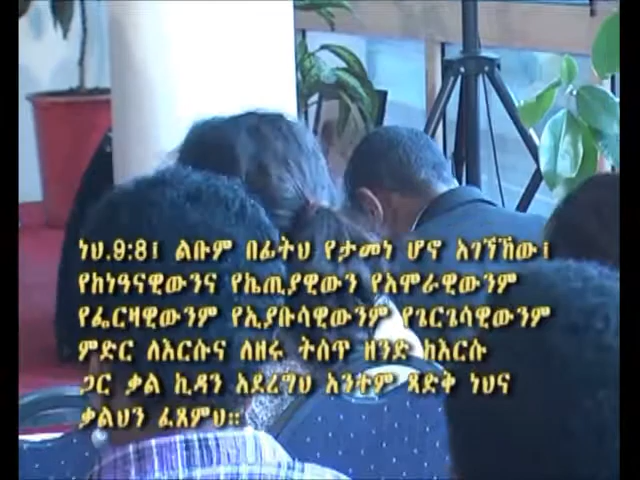 ነህ.9:8፤ ልቡም በፊትህ የታመነ ሆኖ አገኘኸው፤
የከነዓናዊውንና የኬጢያዊውን የአሞራዊውንም
የፌርዛዊውንም የኢያቡሳዊውንም የጌርጌሳዊውንም
ምድር ለእርሱና ለዘሩ ትሰጥ ዘንድ ከእርሱ
ጋር ቃል ኪዳን አደረግህ አንተም ጻድቅ ነህና
ቃልህን ፈጸምህ።